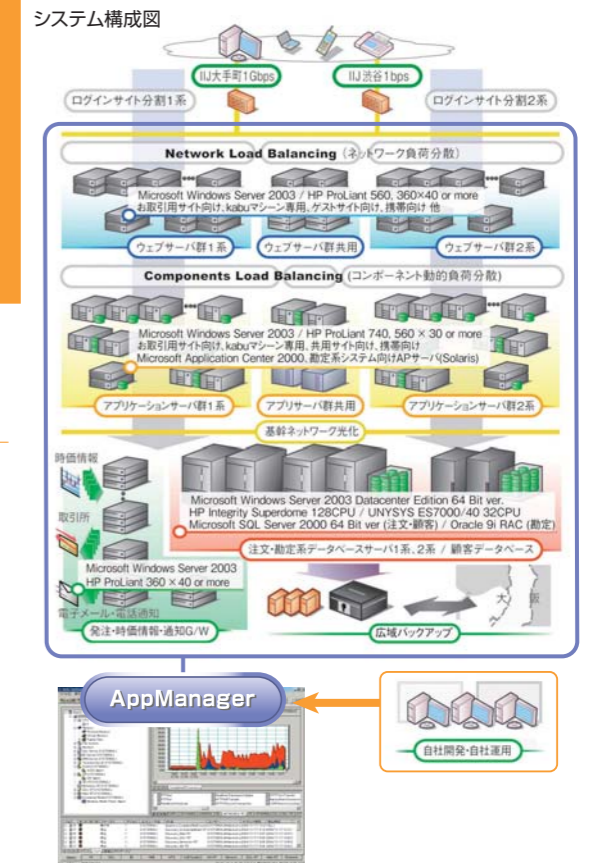 システム構成図
IIJ大手町1Gbps
IIJ渋谷1bps
ログインサイト分割1系
ログインサイト分割2系
Network Load Balancing (ネットワーク負荷分散)
Microsoft Windows Server 2003 / HP ProLiant 560, 360×40 or more
お取引用サイト向け、kabuマシーン専用、ゲストサイト向け、携帯向け 他
ウェブサーバ群1系
ウェブサーバ群共用
ウェブサーバ群2系
Components Load Balancing (コンポーネント動的負荷分散)
Microsoft Windows Server 2003 / HP ProLiant 740, 560 × 30 or more
お取引用サイト向け、kabuマシーン専用、共用サイト向け、携帯向け
Microsoft Application Center 2000、勘定系システム向けAPサーバ(Solaris)
アプリケーションサーバ群1系
アプリサーバ群共用
アプリケーションサーバ群2系
基幹ネットワーク光化
時価情報
取引所
Microsoft Windows Server 2003 Datacenter Edition 64 Bit ver.
HP Integrity Superdome 128CPU / UNYSYS ES7000/40 32CPU
Microsoft SQL Server 2000 64 Bit ver (注文・顧客) / Oracle 9i RAC (勘定)
注文・勘定系データベースサーバ1系、2系 / 顧客データベース
Microsoft Windows Server 2003
HP ProLiant 360 ×40 or more
電子メール・電話通知
発注・時価情報・通知G/W
大 阪
広域バックアップ
AppManager
自社開発・自社運用